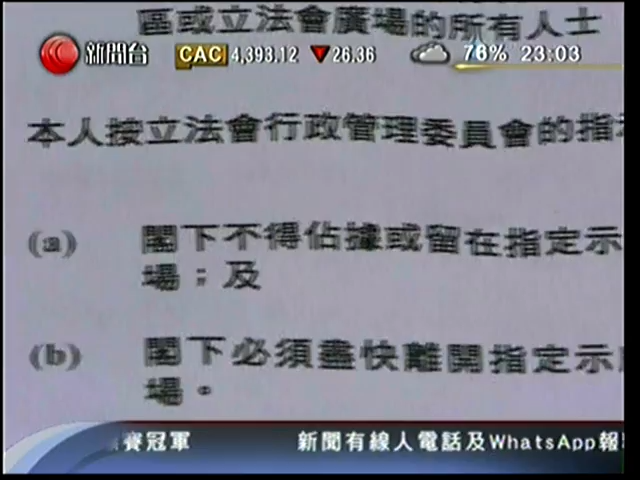 區或立法會廣場的所有人士
新聞台 CAC 4,393.12 ▼26.36 76% 23:03
本人按立法會行政管理委員會的指
(a) 閣下不得佔據或留在指定示
場；及
(b) 閣下必須盡快離開指定示
場。
賽冠軍 新聞有線人電話及WhatsApp報